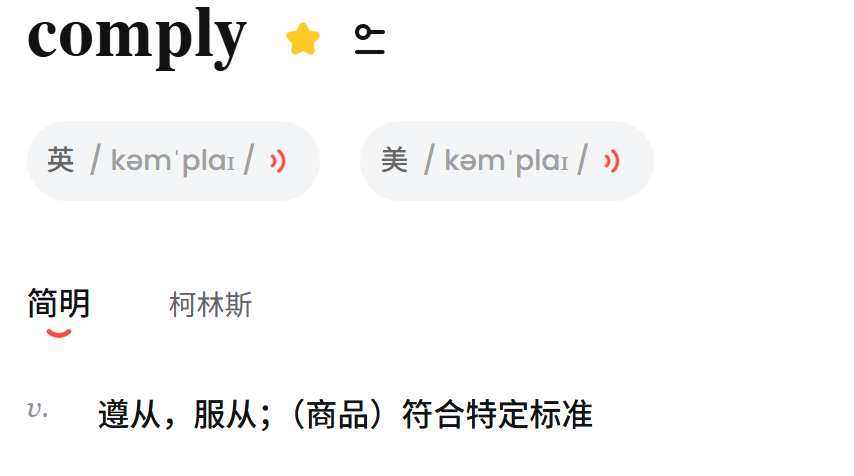 comply
英 / kəmˈplaɪ / 美 / kəmˈplaɪ /
简明 柯林斯
v. 遵从，服从；（商品）符合特定标准